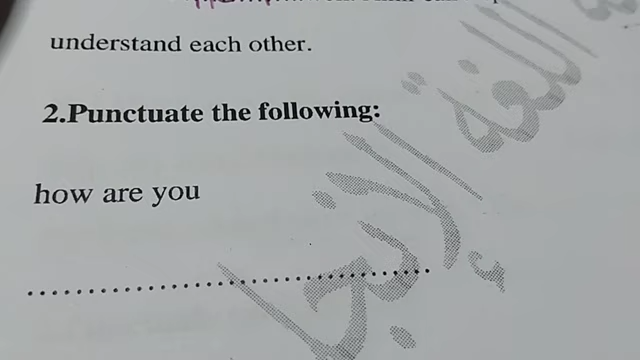 understand each other.
2.Punctuate the following:
how are you